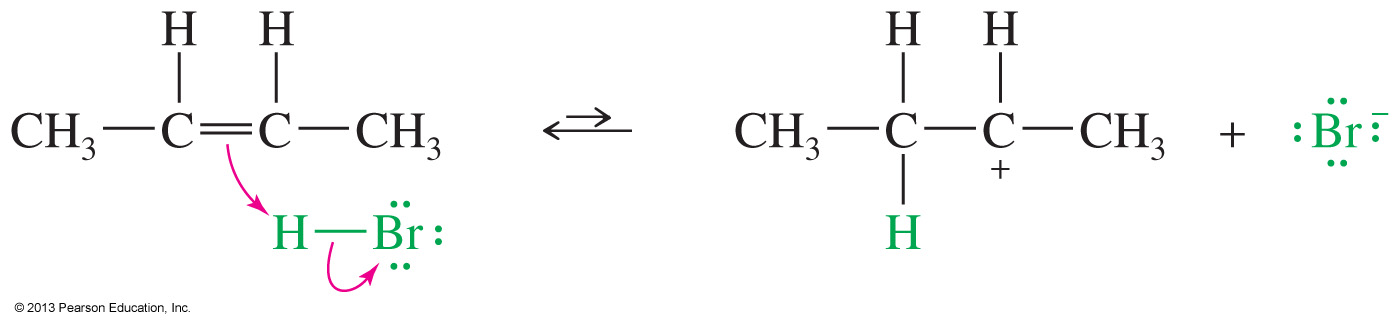 H H H H
CH₃ C C CH₃ CH₃ C C CH₃ + Br −
+
H Br H
© 2013 Pearson Education, Inc.